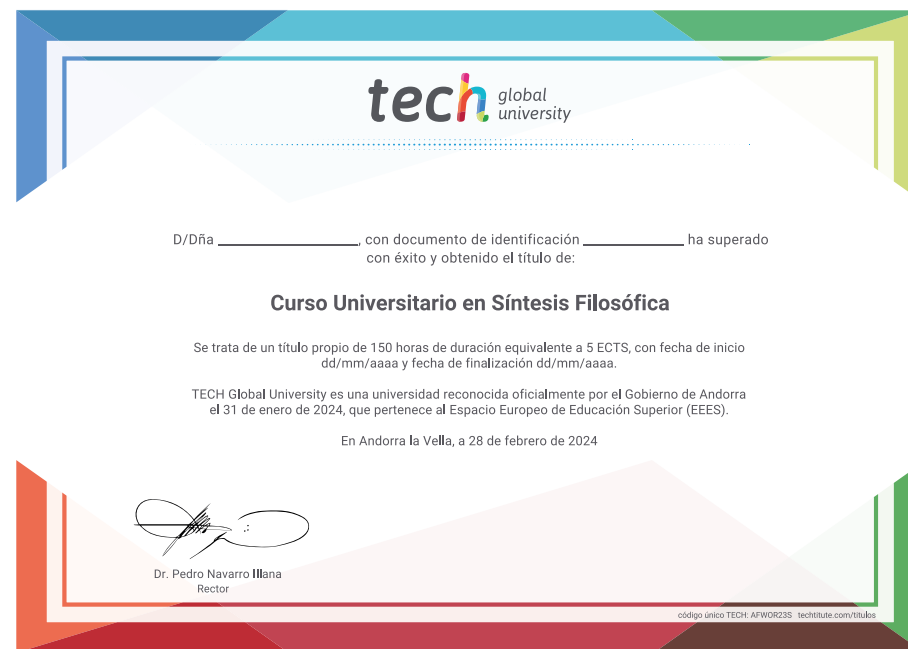 tech global university
D/Dña ____________, con documento de identificación ____________ ha superado
con éxito y obtenido el título de:
Curso Universitario en Síntesis Filosófica
Se trata de un título propio de 150 horas de duración equivalente a 5 ECTS, con fecha de inicio
dd/mm/aaaa y fecha de finalización dd/mm/aaaa.
TECH Global University es una universidad reconocida oficialmente por el Gobierno de Andorra
el 31 de enero de 2024, que pertenece al Espacio Europeo de Educación Superior (EEES).
En Andorra la Vella, a 28 de febrero de 2024
Dr. Pedro Navarro Illana
Rector
código único TECH: AFWOR23S techtitute.com/titulos